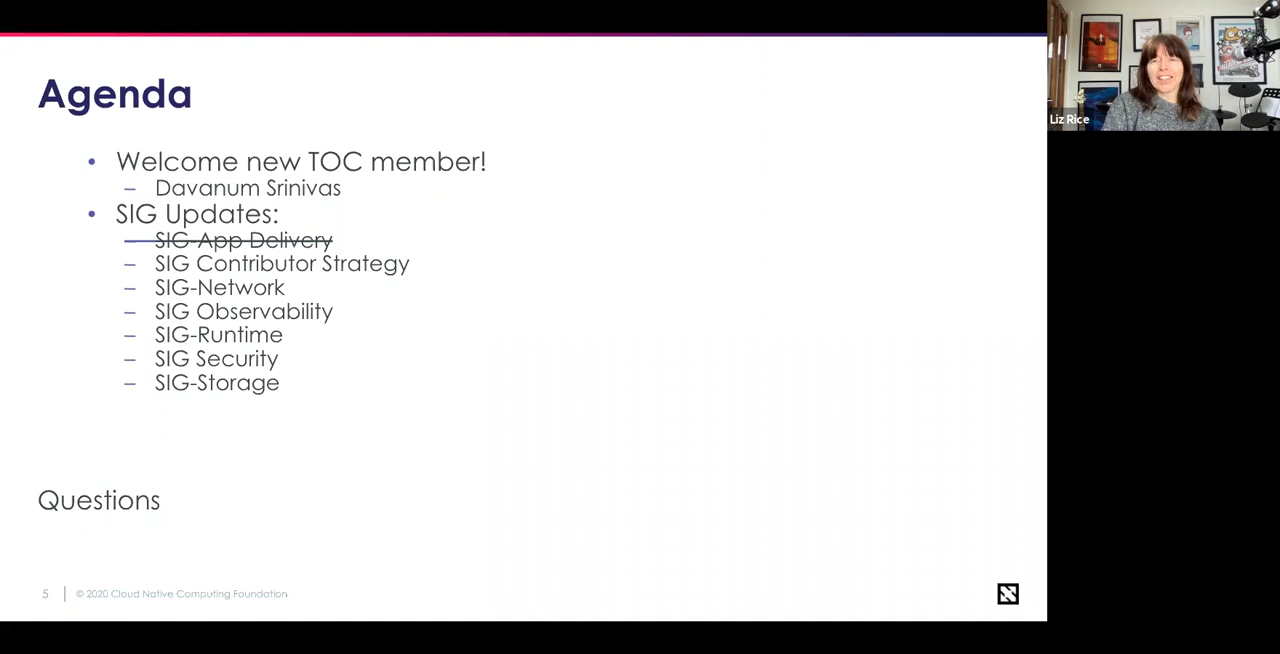 Agenda
• Welcome new TOC member!
– Davanum Srinivas
• SIG Updates:
– SIG-App Delivery
– SIG Contributor Strategy
– SIG-Network
– SIG Observability
– SIG-Runtime
– SIG Security
– SIG-Storage
Questions
5 | © 2020 Cloud Native Computing Foundation
Liz Rice